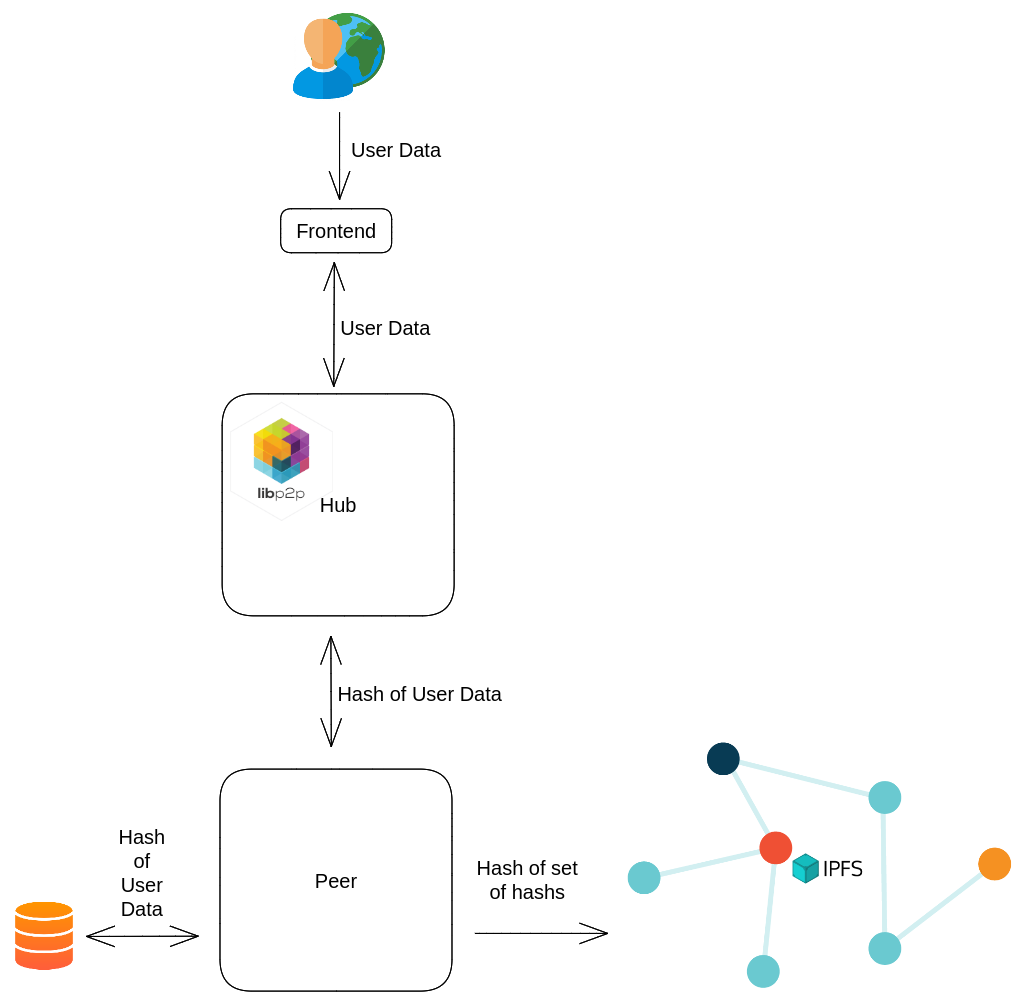 User Data
Frontend
User Data
libp2p
Hub
Hash of User Data
Hash
of
User
Data
Peer
Hash of set
of hashs
IPFS